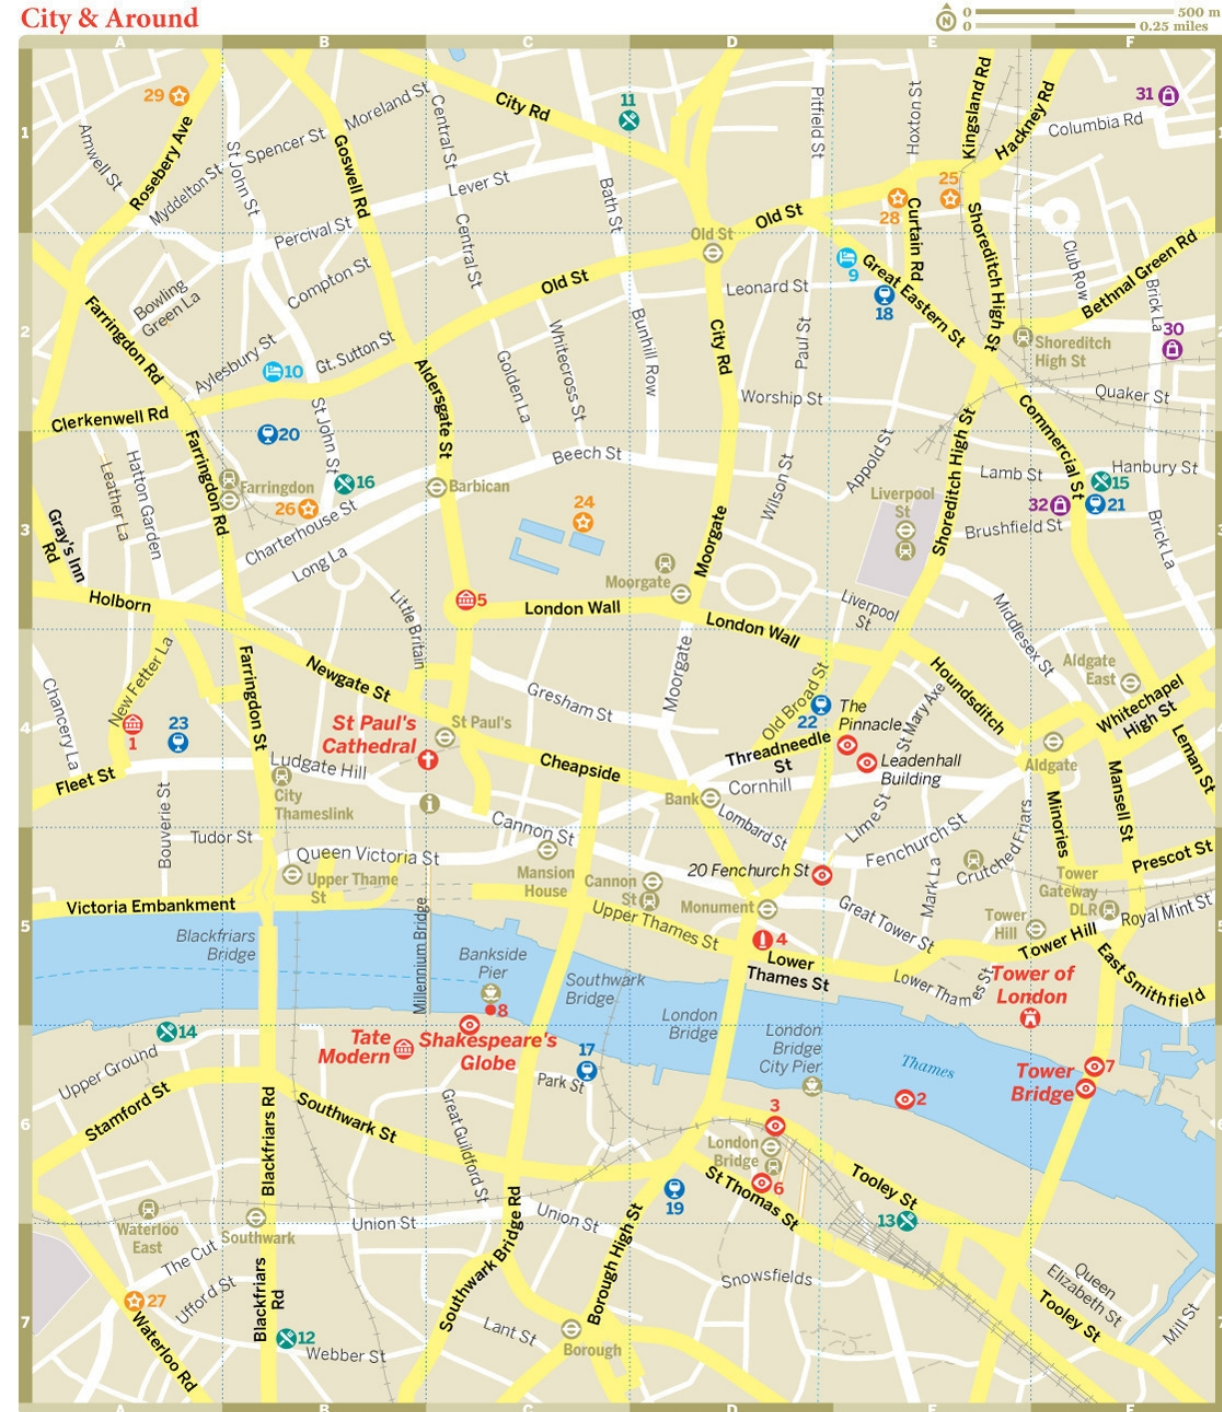 City & Around
N
0 500 m
0 0.25 miles
A B C D E F
1
29
Amwell St
Rosebery Ave
Myddelton St
Spencer St
St John St
Moreland St
Goswell Rd
Percival St
Central St
Lever St
City Rd
11
Bath St
Pitfield St
Hoxton St
Kingsland Rd
Hackney Rd
31
Columbia Rd
25
28
Old St
Old St
Curtain Rd
Shoreditch High St
2
Farringdon Rd
Bowling
Green La
Compton St
Central St
Old St
Aylesbury St
10
Gt. Sutton St
Clerkenwell Rd
Aldersgate St
Golden La
Whitecross St
Bunhill Row
City Rd
Leonard St
Paul St
Worship St
9
18
Great Eastern St
Club Row
Bethnal Green Rd
Brick La
30
Shoreditch
High St
Quaker St
Commercial St
3
20
St John St
16
Leather La
Hatton Garden
Farringdon Rd
Farringdon
26
Charterhouse St
Long La
Gray's Inn
Rd
Holborn
Barbican
Beech St
24
5
London Wall
Little Britain
Moorgate
Moorgate
Wilson St
Appold St
Liverpool
St
Shoreditch High St
Lamb St
Hanbury St
15
32
21
Brushfield St
Brick La
Liverpool
St
London Wall
Middlesex St
4
Chancery La
New Fetter La
1
23
Fleet St
Farringdon St
Newgate St
St Paul's
Cathedral
St Paul's
Ludgate Hill
City
Thameslink
Gresham St
Cheapside
Moorgate
Bank
Old Broad St
22
The
Pinnacle
Threadneedle
St
Cornhill
St Mary Axe
Leadenhall
Building
Houndsditch
Aldgate
East
Whitechapel
High St
Aldgate
Leman St
Mansell St
Lombard St
Lime St
5
Bouverie St
Tudor St
Queen Victoria St
Upper Thame
St
Cannon St
Mansion
House
Cannon
St
20 Fenchurch St
Fenchurch St
Mark La
Crutched Friars
Minories
Prescot St
Tower
Gateway
DLR
Royal Mint St
Victoria Embankment
Blackfriars
Bridge
Millennium Bridge
Upper Thames St
Monument
4
Lower
Thames St
Great Tower St
Tower
Hill
Tower Hill
East Smithfield
Lower Thames St
Tower of
London
Bankside
Pier
8
Southwark
Bridge
6
14
Upper Ground
Tate
Modern
Shakespeare's
Globe
17
Park St
London
Bridge
London
Bridge
City Pier
Thames
2
7
Tower
Bridge
Stamford St
Southwark St
Blackfriars Rd
Great Guildford St
3
London
Bridge
6
St Thomas St
Tooley St
13
19
Waterloo
East
Southwark
Union St
Union St
7
The Cut
Ufford St
27
Waterloo Rd
Blackfriars
Rd
12
Webber St
Southwark Bridge Rd
Lant St
Borough High St
Borough
Snowsfields
Queen
Elizabeth St
Tooley St
Mill St
A B C D E F